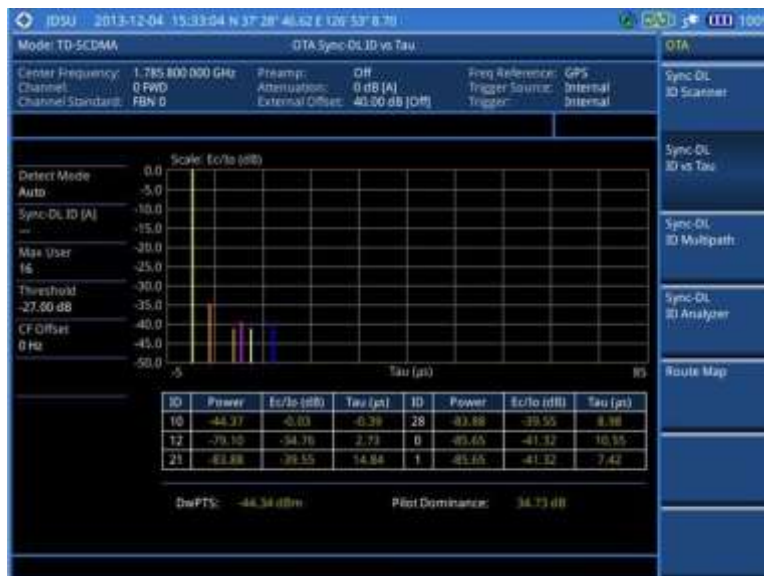 JDSU 2013-12-04 15:33:04 N 37° 28' 40.62 E 126° 53' 8.70 100%
Mode: TD-SCDMA OTA Sync-DL ID vs Tau OTA
Center Frequency: 1.785 800 000 GHz Preamp: Off Freq Reference: GPS
Channel: 0 FWD Attenuation: 0 dB [A] Trigger Source: Internal
Channel Standard: FBN 0 External Offset: 40.00 dB [Off] Trigger: Internal
Sync-DL
ID Scanner
Sync-DL
ID vs Tau
Sync-DL
ID Multipath
Sync-DL
ID Analyzer
Route Map
Detect Mode
Auto
Sync-DL ID [A]
---
Max User
16
Threshold
-27.00 dB
CF Offset
0 Hz
Scale: Ec/Io (dB)
0.0
-5.0
-10.0
-15.0
-20.0
-25.0
-30.0
-35.0
-40.0
-45.0
-50.0
-5 Tau (µs) 85
ID Power Ec/Io (dB) Tau (µs) ID Power Ec/Io (dB) Tau (µs)
10 -44.37 -0.03 -0.39 28 -83.88 -39.55 8.98
12 -79.10 -34.76 2.73 0 -85.65 -41.32 10.55
21 -83.88 -39.55 14.84 1 -85.65 -41.32 7.42
DwPTS: -44.34 dBm Pilot Dominance: 34.73 dB